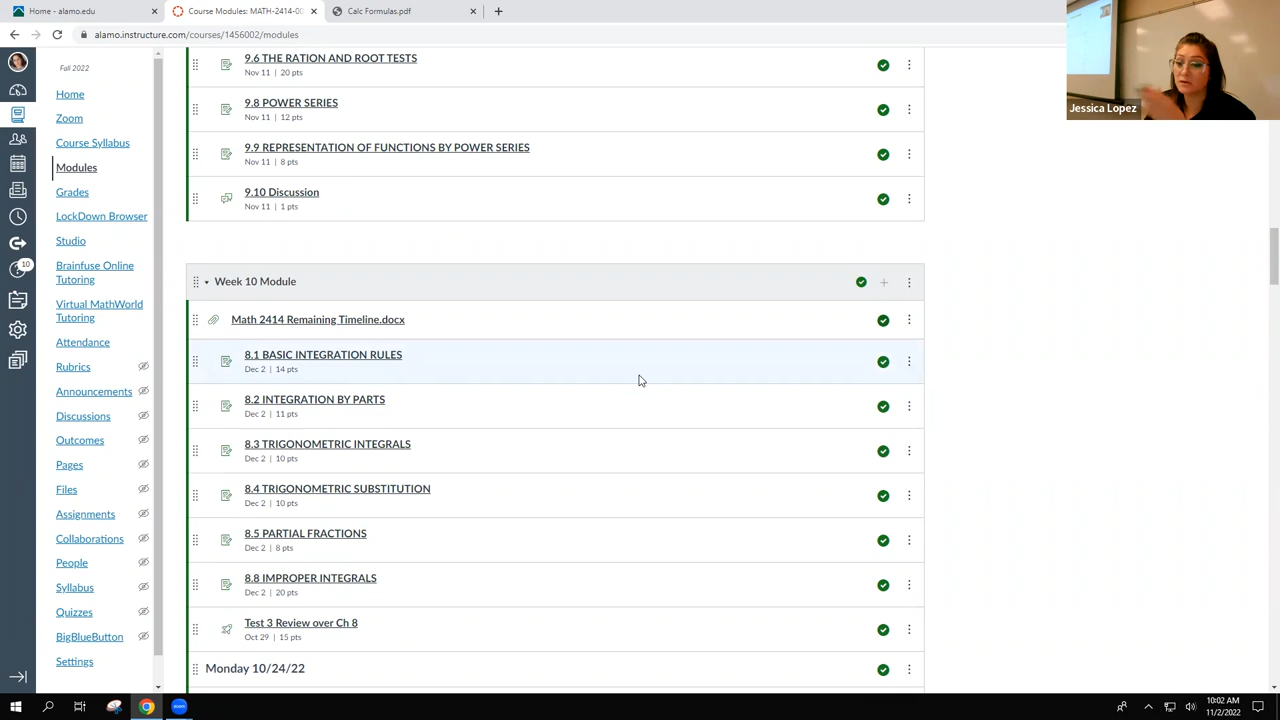 Home - alamo.edu
Course Modules: MATH-2414-00
Calc Formulas.pdf
alamo.instructure.com/courses/1456002/modules
Jessica Lopez
Fall 2022
Home
Zoom
Course Syllabus
Modules
Grades
LockDown Browser
Studio
10
Brainfuse Online
Tutoring
Virtual MathWorld
Tutoring
Attendance
Rubrics
Announcements
Discussions
Outcomes
Pages
Files
Assignments
Collaborations
People
Syllabus
Quizzes
BigBlueButton
Settings
9.6 THE RATION AND ROOT TESTS
Nov 11 | 20 pts
9.8 POWER SERIES
Nov 11 | 12 pts
9.9 REPRESENTATION OF FUNCTIONS BY POWER SERIES
Nov 11 | 8 pts
9.10 Discussion
Nov 11 | 1 pts
Week 10 Module
Math 2414 Remaining Timeline.docx
8.1 BASIC INTEGRATION RULES
Dec 2 | 14 pts
8.2 INTEGRATION BY PARTS
Dec 2 | 11 pts
8.3 TRIGONOMETRIC INTEGRALS
Dec 2 | 10 pts
8.4 TRIGONOMETRIC SUBSTITUTION
Dec 2 | 10 pts
8.5 PARTIAL FRACTIONS
Dec 2 | 8 pts
8.8 IMPROPER INTEGRALS
Dec 2 | 20 pts
Test 3 Review over Ch 8
Oct 29 | 15 pts
Monday 10/24/22
zoom
10:02 AM
11/2/2022